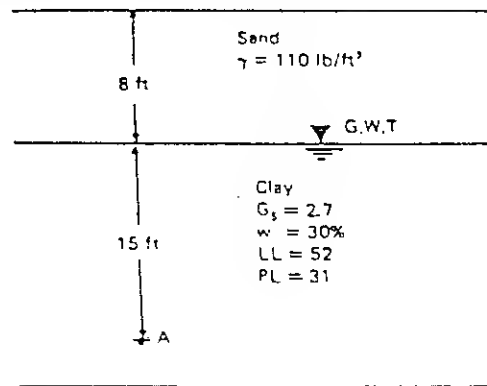 Sand
γ = 110 lb/ft³
8 ft
G.W.T
Clay
Gₛ = 2.7
w = 30%
LL = 52
PL = 31
15 ft
A